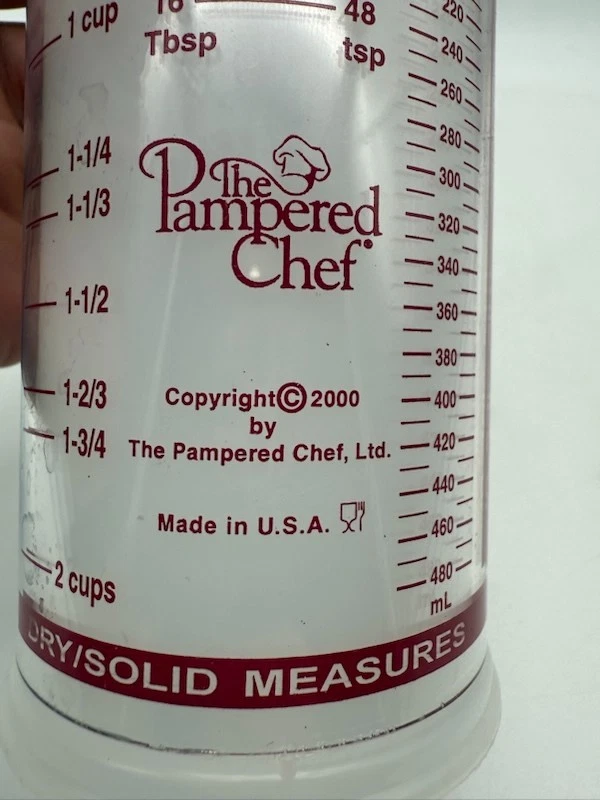 1 cup
16
Tbsp
48
tsp
1-1/4
1-1/3
1-1/2
1-2/3
1-3/4
2 cups
The
Pampered
Chef
Copyright© 2000
by
The Pampered Chef, Ltd.
Made in U.S.A.
220
240
260
280
300
320
340
360
380
400
420
440
460
480
mL
DRY/SOLID MEASURES